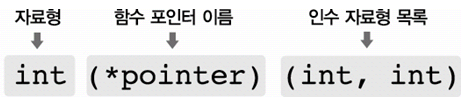 자료형 함수 포인터 이름 인수 자료형 목록
int (*pointer) (int, int)